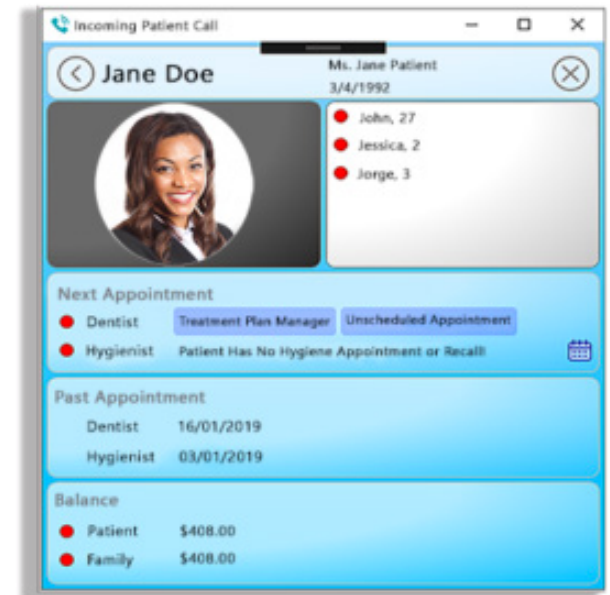 Incoming Patient Call
Jane Doe
Ms. Jane Patient
3/4/1992
John, 27
Jessica, 2
Jorge, 3
Next Appointment
Dentist Treatment Plan Manager Unscheduled Appointment
Hygienist Patient Has No Hygiene Appointment or Recall!
Past Appointment
Dentist 16/01/2019
Hygienist 03/01/2019
Balance
Patient $408.00
Family $408.00